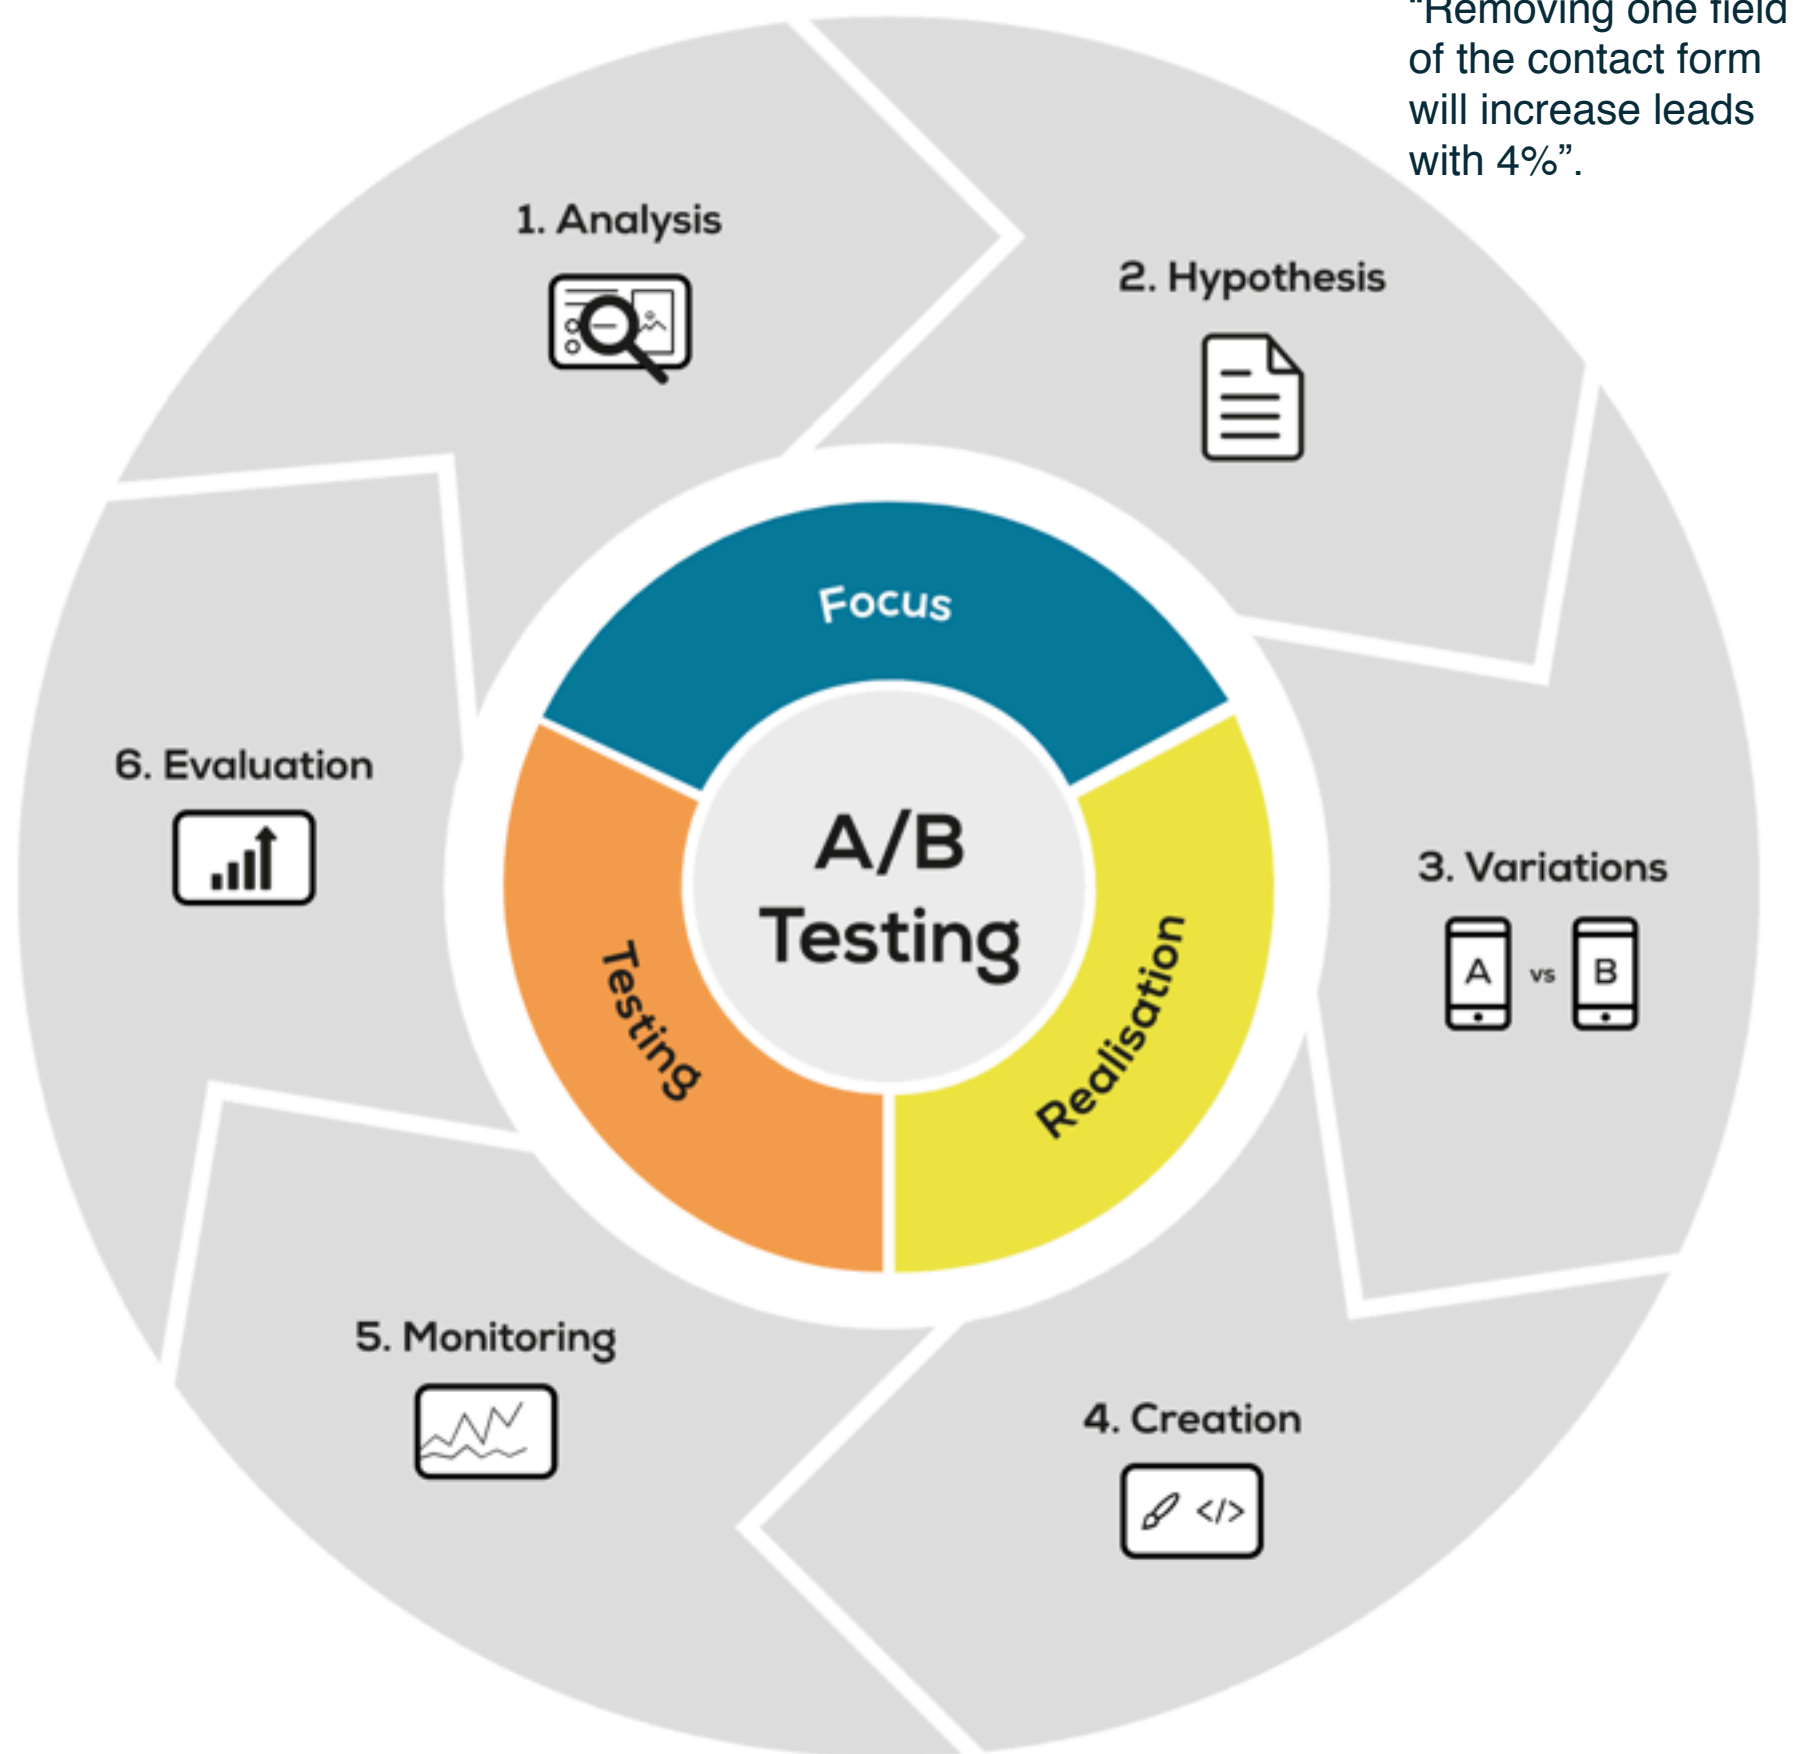 “Removing one field
of the contact form
will increase leads
with 4%”.
1. Analysis
2. Hypothesis
Focus
6. Evaluation
A/B
Testing
3. Variations
A vs B
Testing
Realisation
5. Monitoring
4. Creation
</>